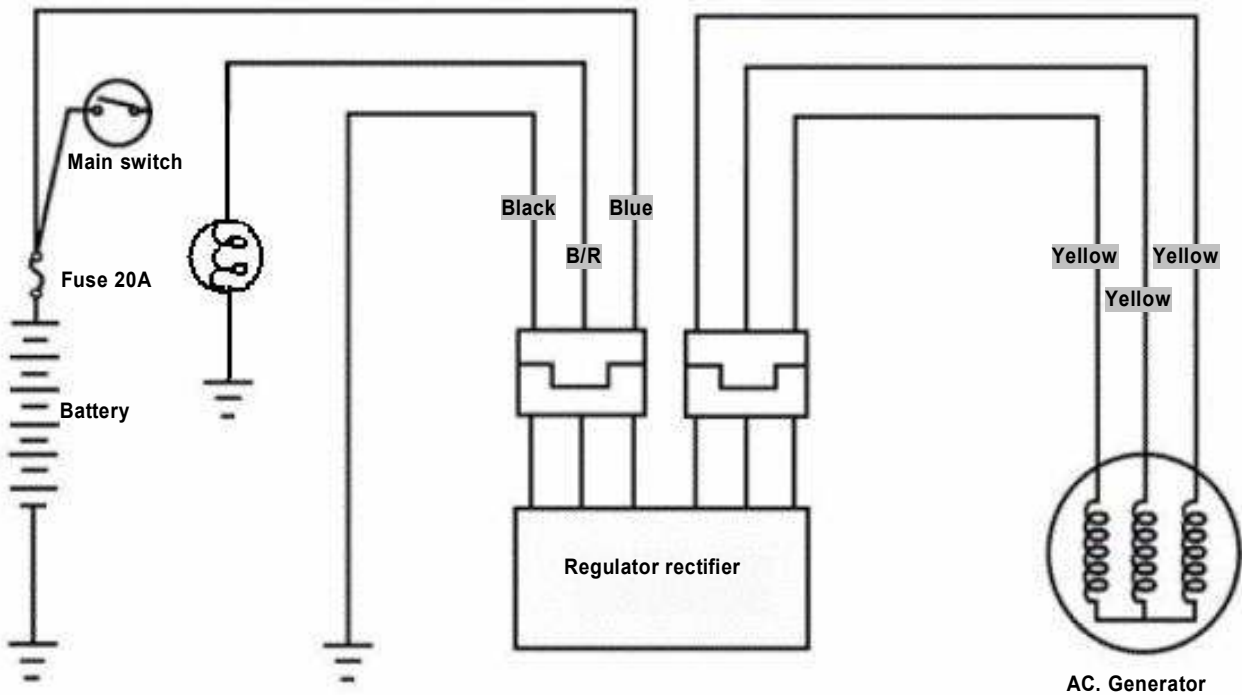 Main switch
Black
Blue
B/R
Yellow
Yellow
Yellow
Fuse 20A
Battery
Regulator rectifier
AC. Generator